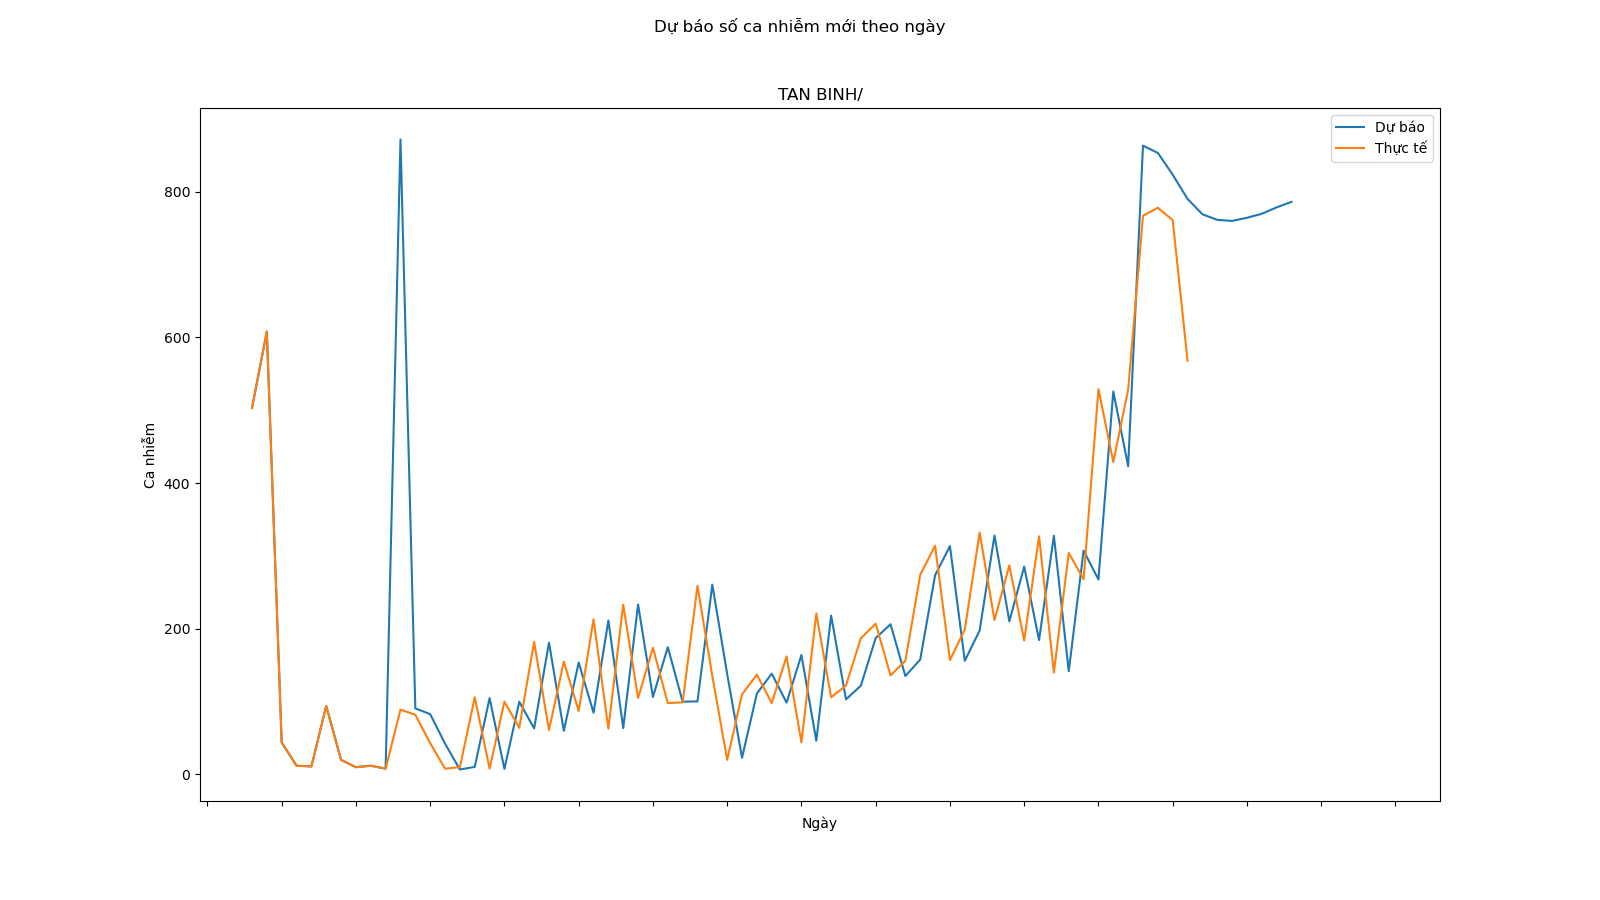 Dự báo số ca nhiễm mới theo ngày
TAN BINH/
Dự báo
Thực tế
800
600
400
200
0
Ca nhiễm
Ngày